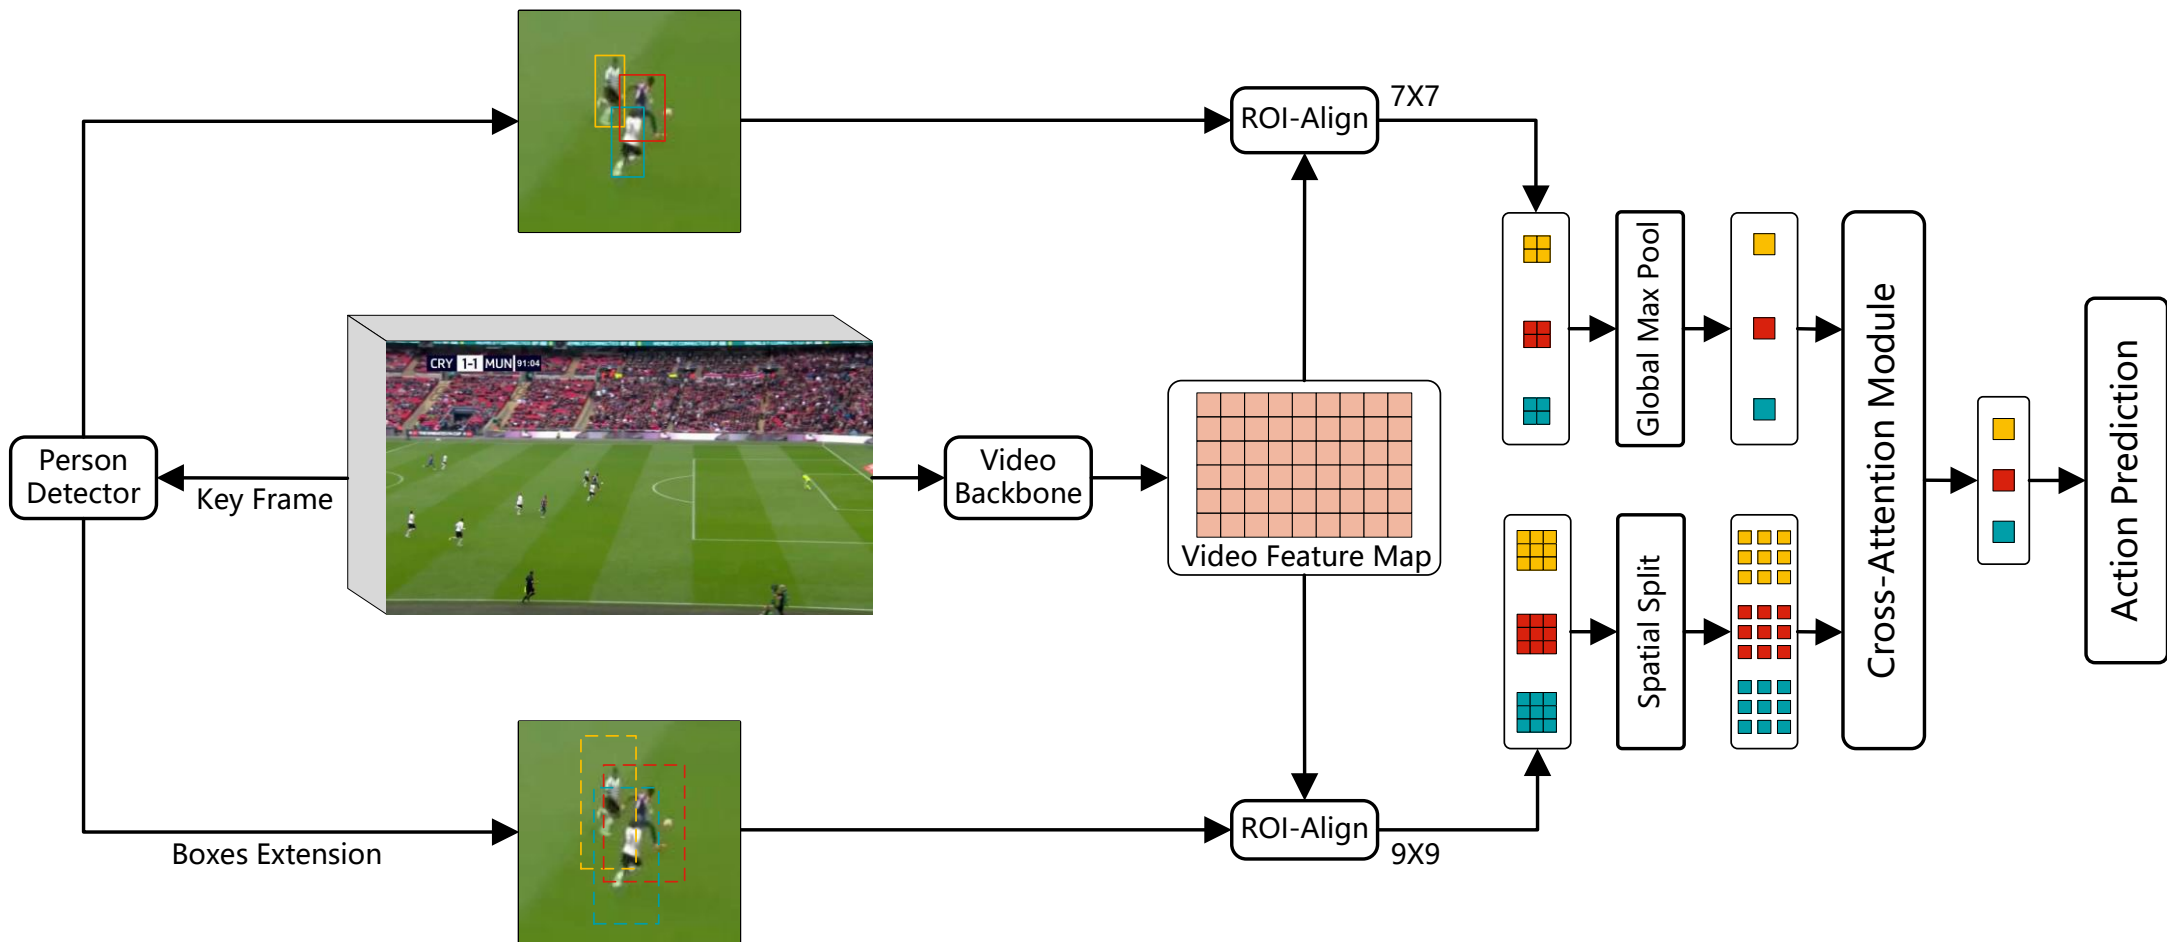 ROI-Align
7X7
Global Max Pool
CRY 1-1 MUN 91:04
Person
Detector
Key Frame
Video
Backbone
Video Feature Map
Cross-Attention Module
Action Prediction
Spatial Split
Boxes Extension
ROI-Align
9X9